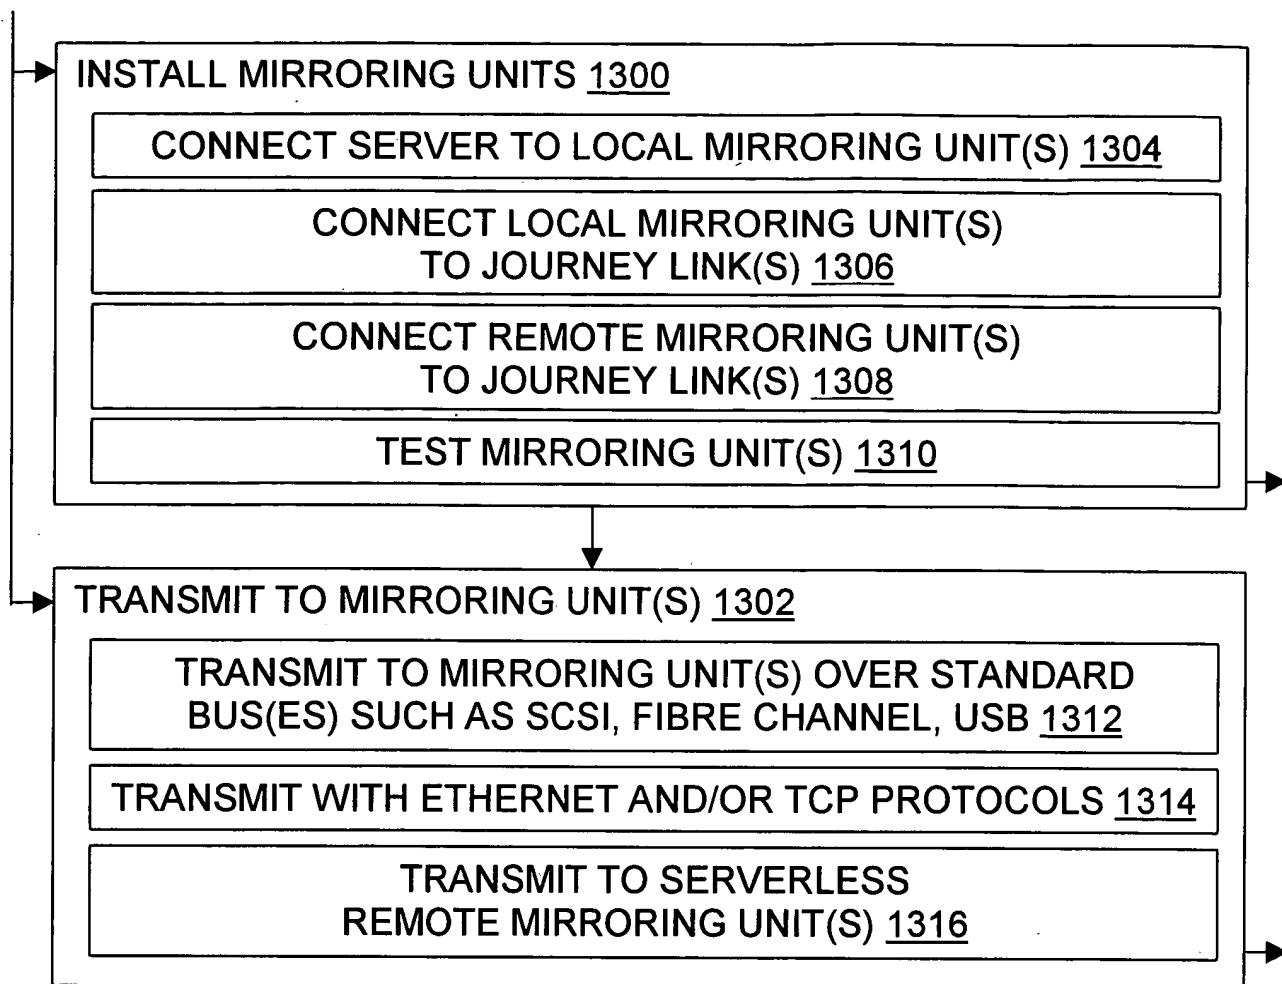 INSTALL MIRRORING UNITS 1300
CONNECT SERVER TO LOCAL MIRRORING UNIT(S) 1304
CONNECT LOCAL MIRRORING UNIT(S)
TO JOURNEY LINK(S) 1306
CONNECT REMOTE MIRRORING UNIT(S)
TO JOURNEY LINK(S) 1308
TEST MIRRORING UNIT(S) 1310
TRANSMIT TO MIRRORING UNIT(S) 1302
TRANSMIT TO MIRRORING UNIT(S) OVER STANDARD
BUS(ES) SUCH AS SCSI, FIBRE CHANNEL, USB 1312
TRANSMIT WITH ETHERNET AND/OR TCP PROTOCOLS 1314
TRANSMIT TO SERVERLESS
REMOTE MIRRORING UNIT(S) 1316